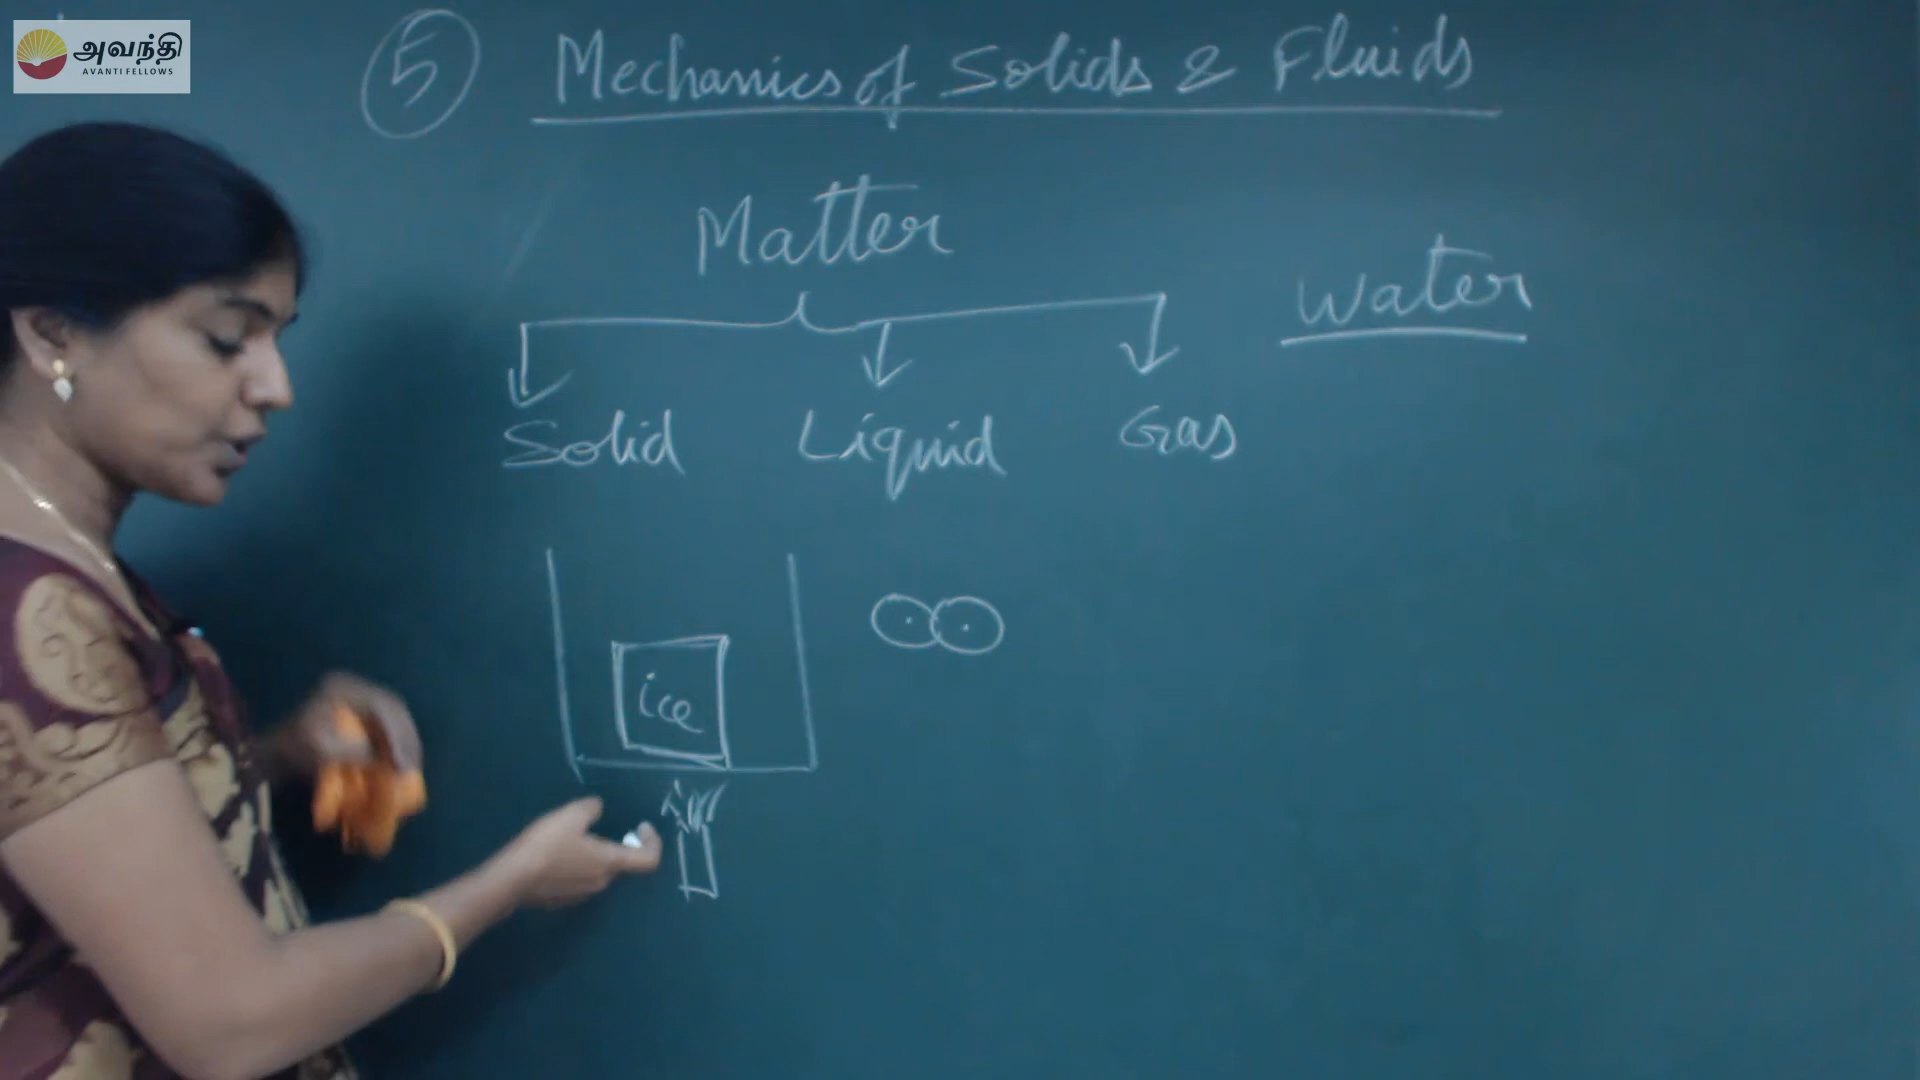 அவந்தி
AVANTI FELLOWS
5 Mechanics of Solids & Fluids
Matter
Water
Solid Liquid Gas
ice